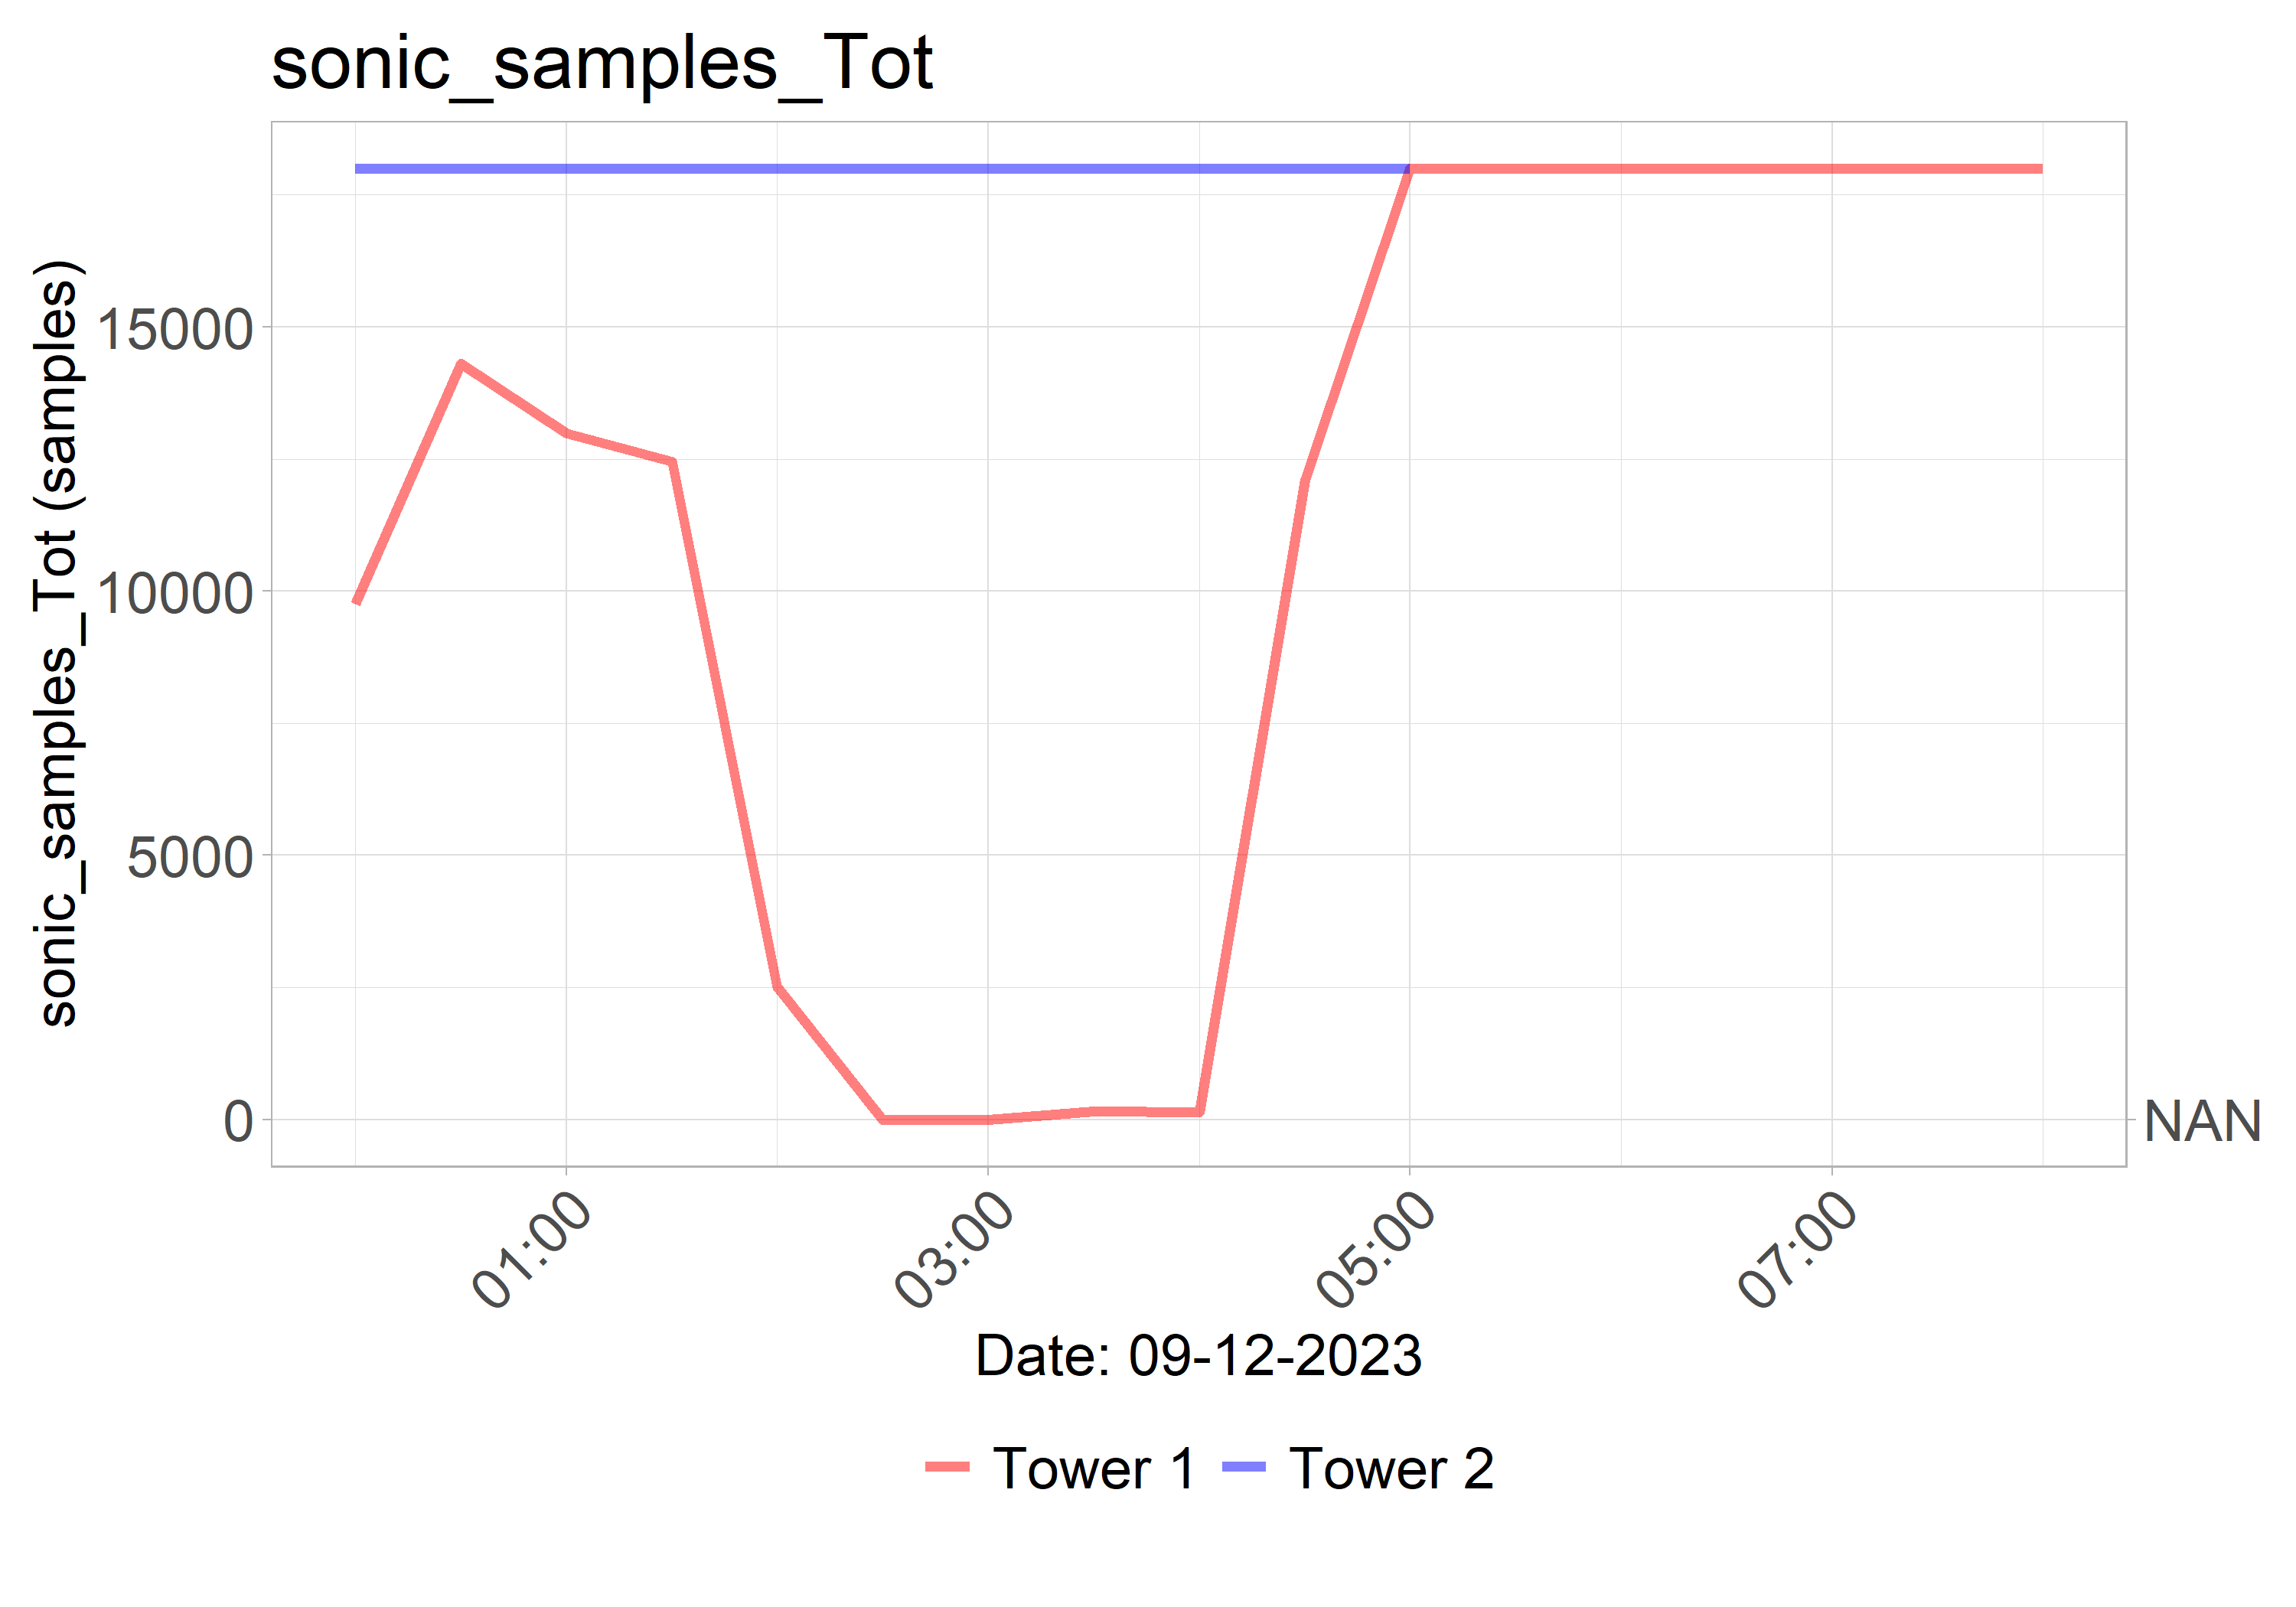 sonic_samples_Tot
sonic_samples_Tot (samples)
15000
10000
5000
0
NAN
01:00
03:00
05:00
07:00
Date: 09-12-2023
Tower 1
Tower 2